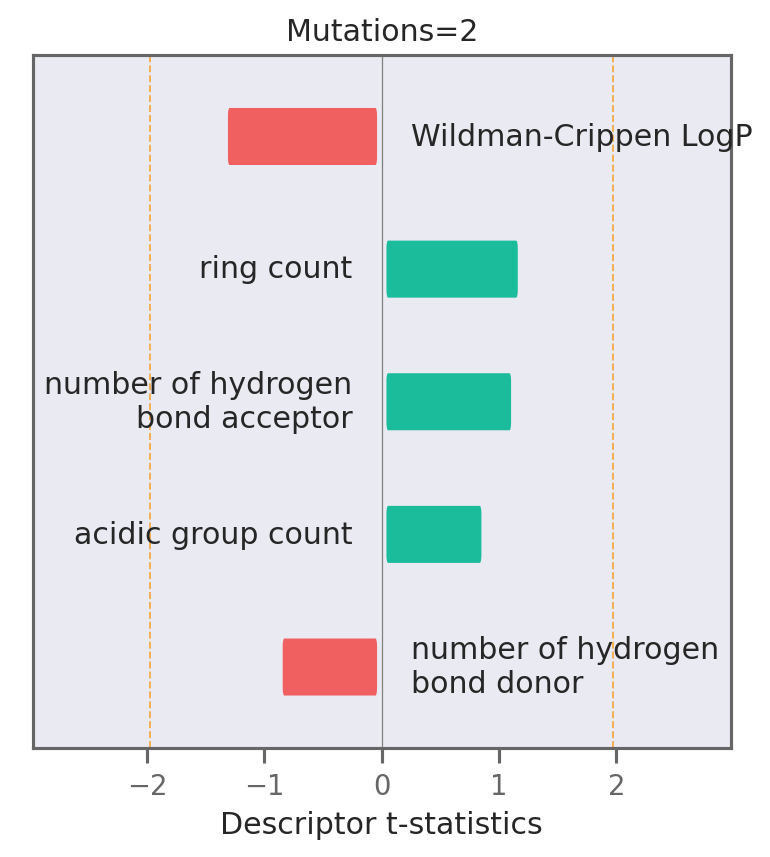 Mutations=2
Wildman-Crippen LogP
ring count
number of hydrogen
bond acceptor
acidic group count
number of hydrogen
bond donor
−2 −1 0 1 2
Descriptor t-statistics